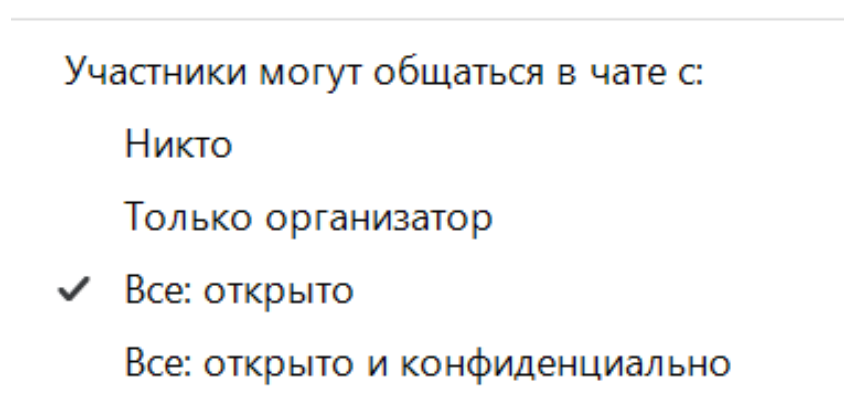 Участники могут общаться в чате с:
Никто
Только организатор
Все: открыто
Все: открыто и конфиденциально